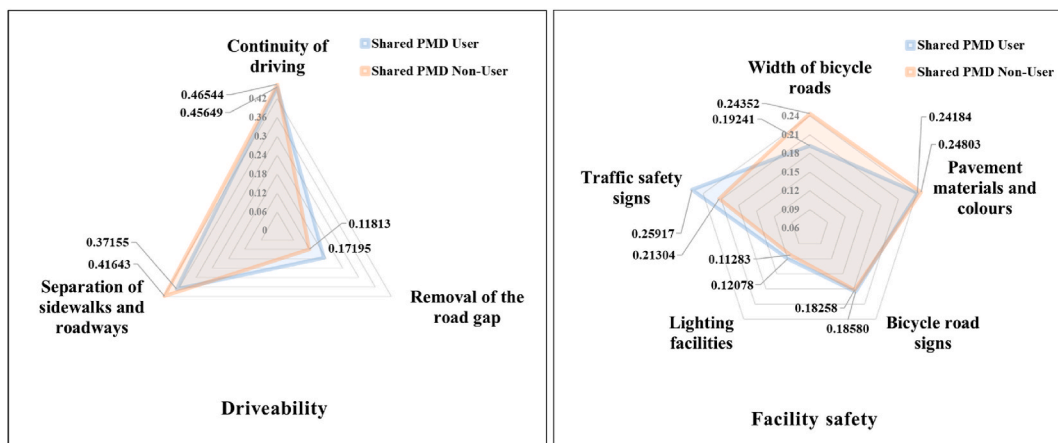 Continuity of
driving
Shared PMD User
Shared PMD Non-User
0.46544
0.45649
0.42
0.36
0.3
0.24
0.18
0.12
0.06
0
0.11813
0.17195
0.37155
0.41643
Separation of
sidewalks and
roadways
Removal of the
road gap
Driveability
Shared PMD User
Shared PMD Non-User
Width of bicycle
roads
0.24352
0.19241
0.24
0.21
0.18
0.15
0.12
0.09
0.06
0.24184
0.24803
Pavement
materials and
colours
Traffic safety
signs
0.25917
0.21304
0.11283
0.12078
0.18258
0.18580
Lighting
facilities
Bicycle road
signs
Facility safety